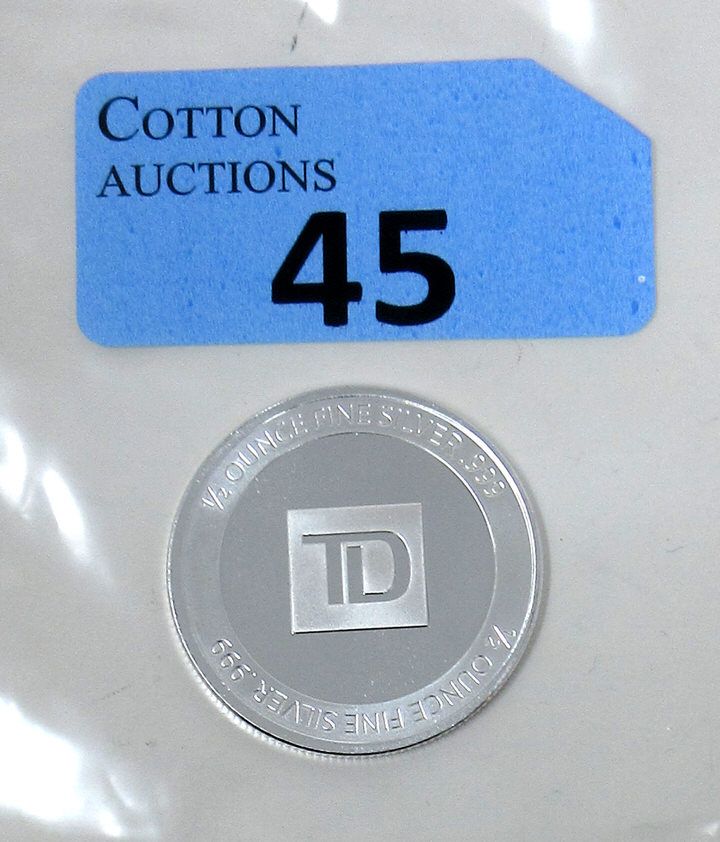 COTTON
AUCTIONS
45
½ OUNCE FINE SILVER .999
TD
½ OUNCE FINE SILVER .999